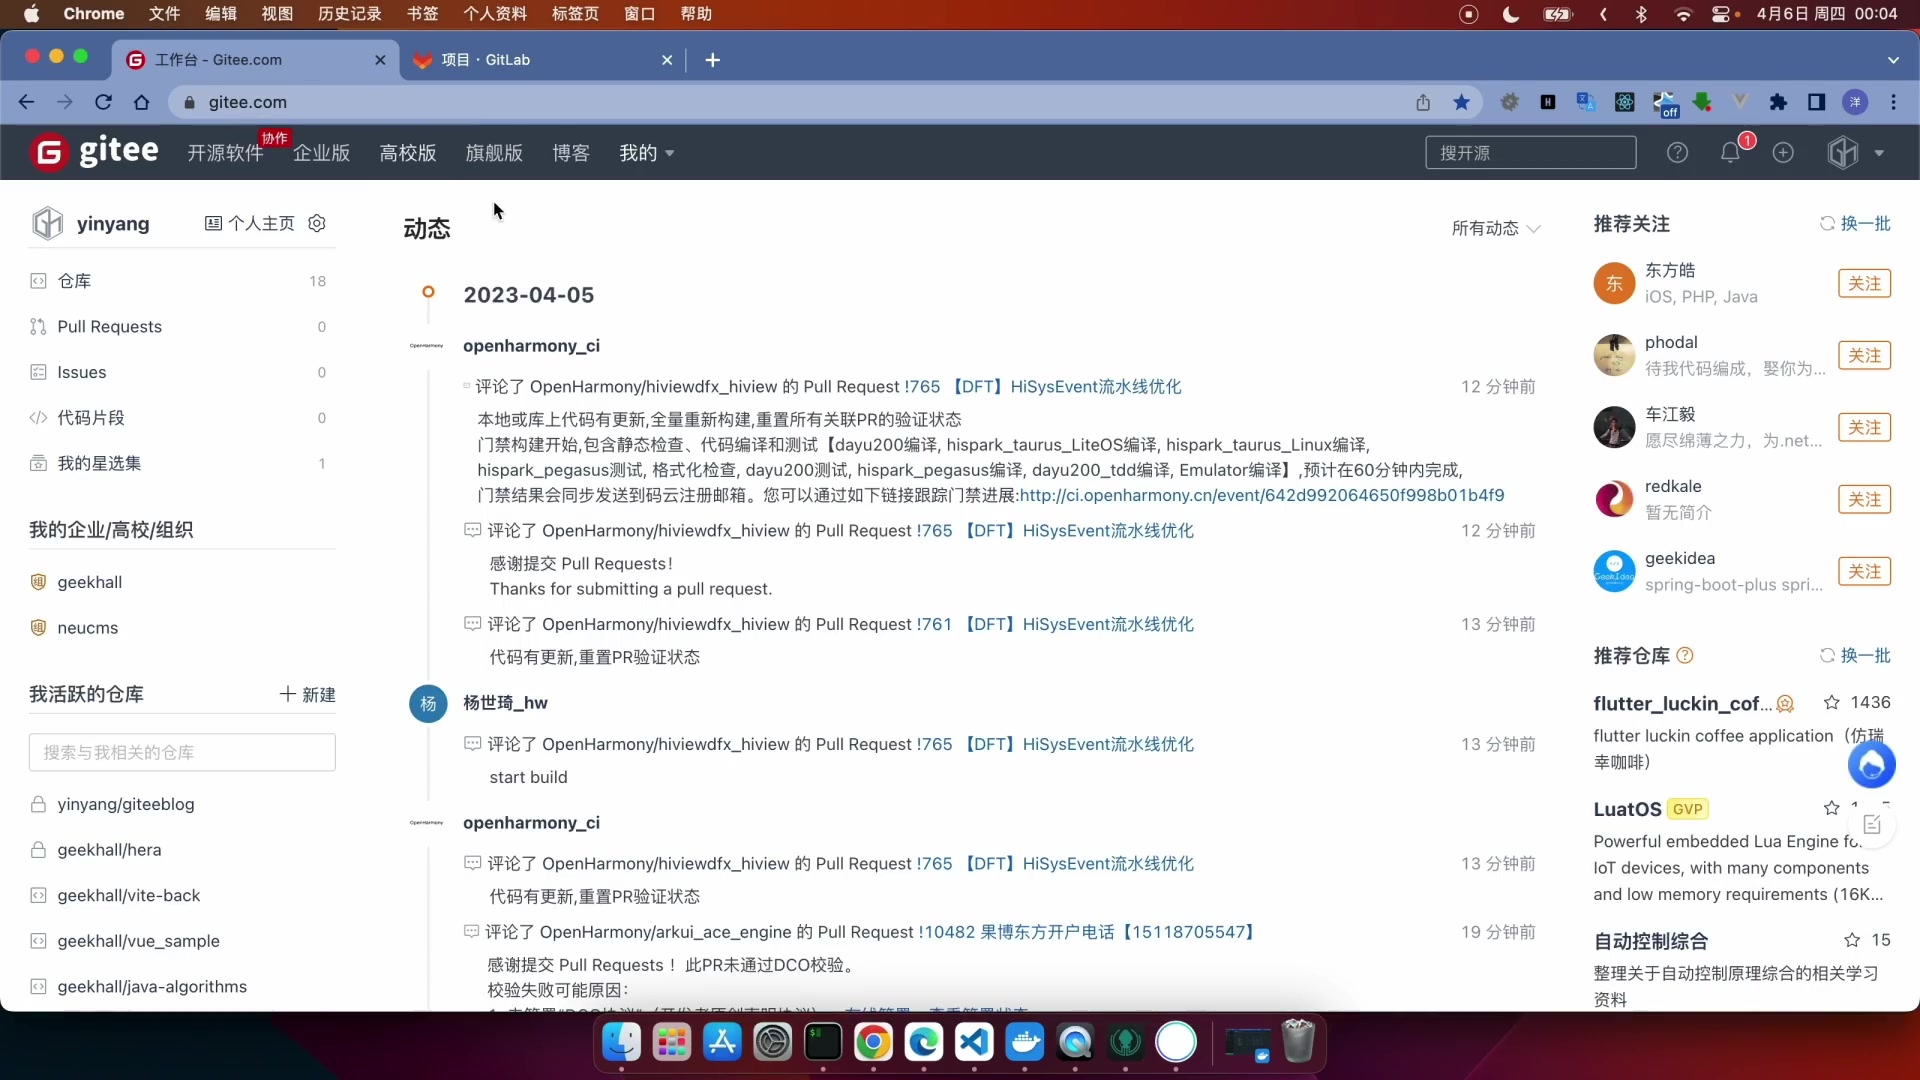 Chrome 文件 编辑 视图 历史记录 书签 个人资料 标签页 窗口 帮助 4月6日 周四 00:04
工作台 - Gitee.com 项目 · GitLab
gitee.com off 洋
gitee 开源软件 协作 企业版 高校版 旗舰版 博客 我的 搜开源 1
yinyang 个人主页
仓库 18
Pull Requests 0
Issues 0
代码片段 0
我的星选集 1
我的企业/高校/组织
geekhall
neucms
我活跃的仓库 新建
搜索与我相关的仓库
yinyang/giteeblog
geekhall/hera
geekhall/vite-back
geekhall/vue_sample
geekhall/java-algorithms
动态 所有动态
2023-04-05
OpenHarmony openharmony_ci
评论了 OpenHarmony/hiviewdfx_hiview 的 Pull Request !765 【DFT】HiSysEvent流水线优化 12 分钟前
本地或库上代码有更新,全量重新构建,重置所有关联PR的验证状态
门禁构建开始,包含静态检查、代码编译和测试【dayu200编译, hispark_taurus_LiteOS编译, hispark_taurus_Linux编译,
hispark_pegasus测试, 格式化检查, dayu200测试, hispark_pegasus编译, dayu200_tdd编译, Emulator编译】,预计在60分钟内完成,
门禁结果会同步发送到码云注册邮箱。您可以通过如下链接跟踪门禁进展:http://ci.openharmony.cn/event/642d992064650f998b01b4f9
评论了 OpenHarmony/hiviewdfx_hiview 的 Pull Request !765 【DFT】HiSysEvent流水线优化 12 分钟前
感谢提交 Pull Requests!
Thanks for submitting a pull request.
评论了 OpenHarmony/hiviewdfx_hiview 的 Pull Request !761 【DFT】HiSysEvent流水线优化 13 分钟前
代码有更新,重置PR验证状态
杨 杨世琦_hw
评论了 OpenHarmony/hiviewdfx_hiview 的 Pull Request !765 【DFT】HiSysEvent流水线优化 13 分钟前
start build
OpenHarmony openharmony_ci
评论了 OpenHarmony/hiviewdfx_hiview 的 Pull Request !765 【DFT】HiSysEvent流水线优化 13 分钟前
代码有更新,重置PR验证状态
评论了 OpenHarmony/arkui_ace_engine 的 Pull Request !10482 果博东方开户电话【15118705547】 19 分钟前
感谢提交 Pull Requests ！此PR未通过DCO校验。
校验失败可能原因：
推荐关注 换一批
东 东方皓 关注
iOS, PHP, Java
phodal 关注
待我代码编成，娶你为...
车江毅 关注
愿尽绵薄之力，为.net...
redkale 关注
暂无简介
geekidea 关注
spring-boot-plus spri...
推荐仓库 换一批
flutter_luckin_cof... 1436
flutter luckin coffee application（仿瑞
幸咖啡）
LuatOS GVP
Powerful embedded Lua Engine fo
IoT devices, with many components
and low memory requirements (16K...
自动控制综合 15
整理关于自动控制原理综合的相关学习
资料